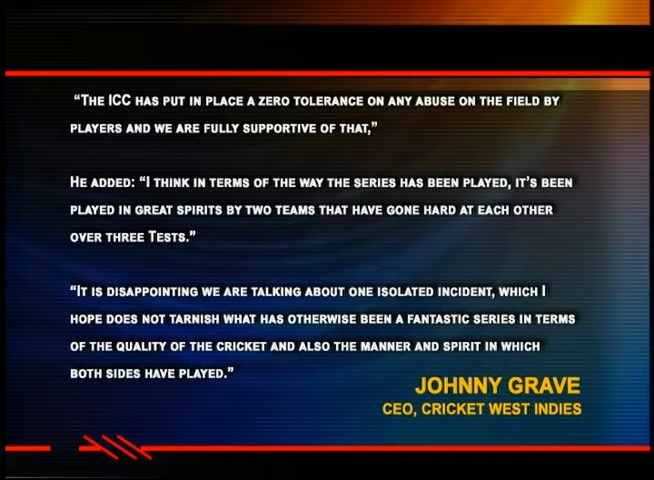 “The ICC has put in place a zero tolerance on any abuse on the field by
players and we are fully supportive of that,”
He added: “I think in terms of the way the series has been played, it’s been
played in great spirits by two teams that have gone hard at each other
over three Tests.”
“It is disappointing we are talking about one isolated incident, which I
hope does not tarnish what has otherwise been a fantastic series in terms
of the quality of the cricket and also the manner and spirit in which
both sides have played.”
JOHNNY GRAVE
CEO, CRICKET WEST INDIES